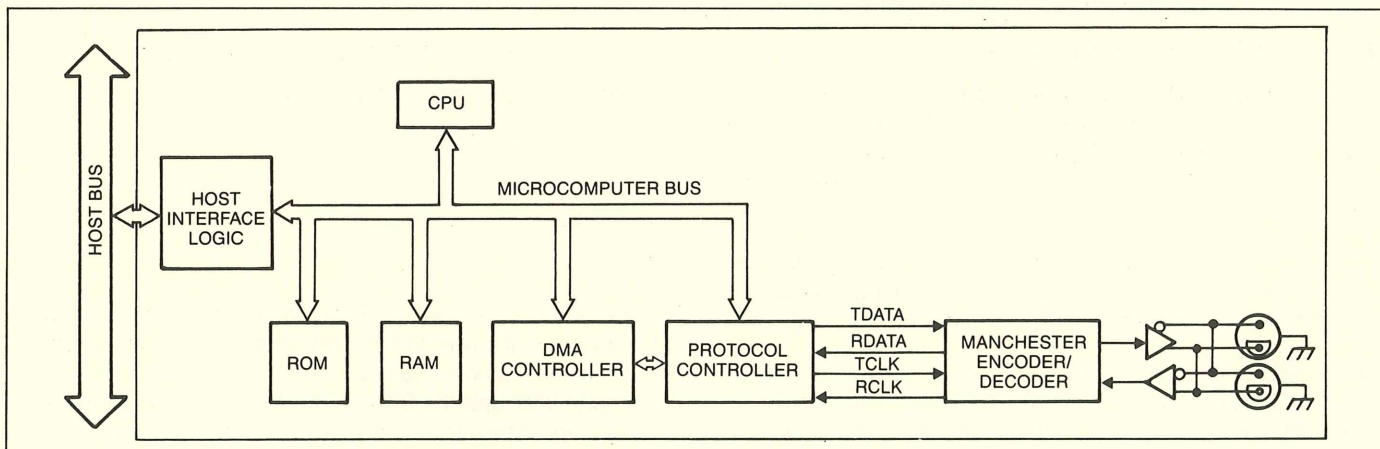 HOST BUS
HOST
INTERFACE
LOGIC
CPU
MICROCOMPUTER BUS
ROM
RAM
DMA
CONTROLLER
PROTOCOL
CONTROLLER
TDATA
RDATA
TCLK
RCLK
MANCHESTER
ENCODER/
DECODER